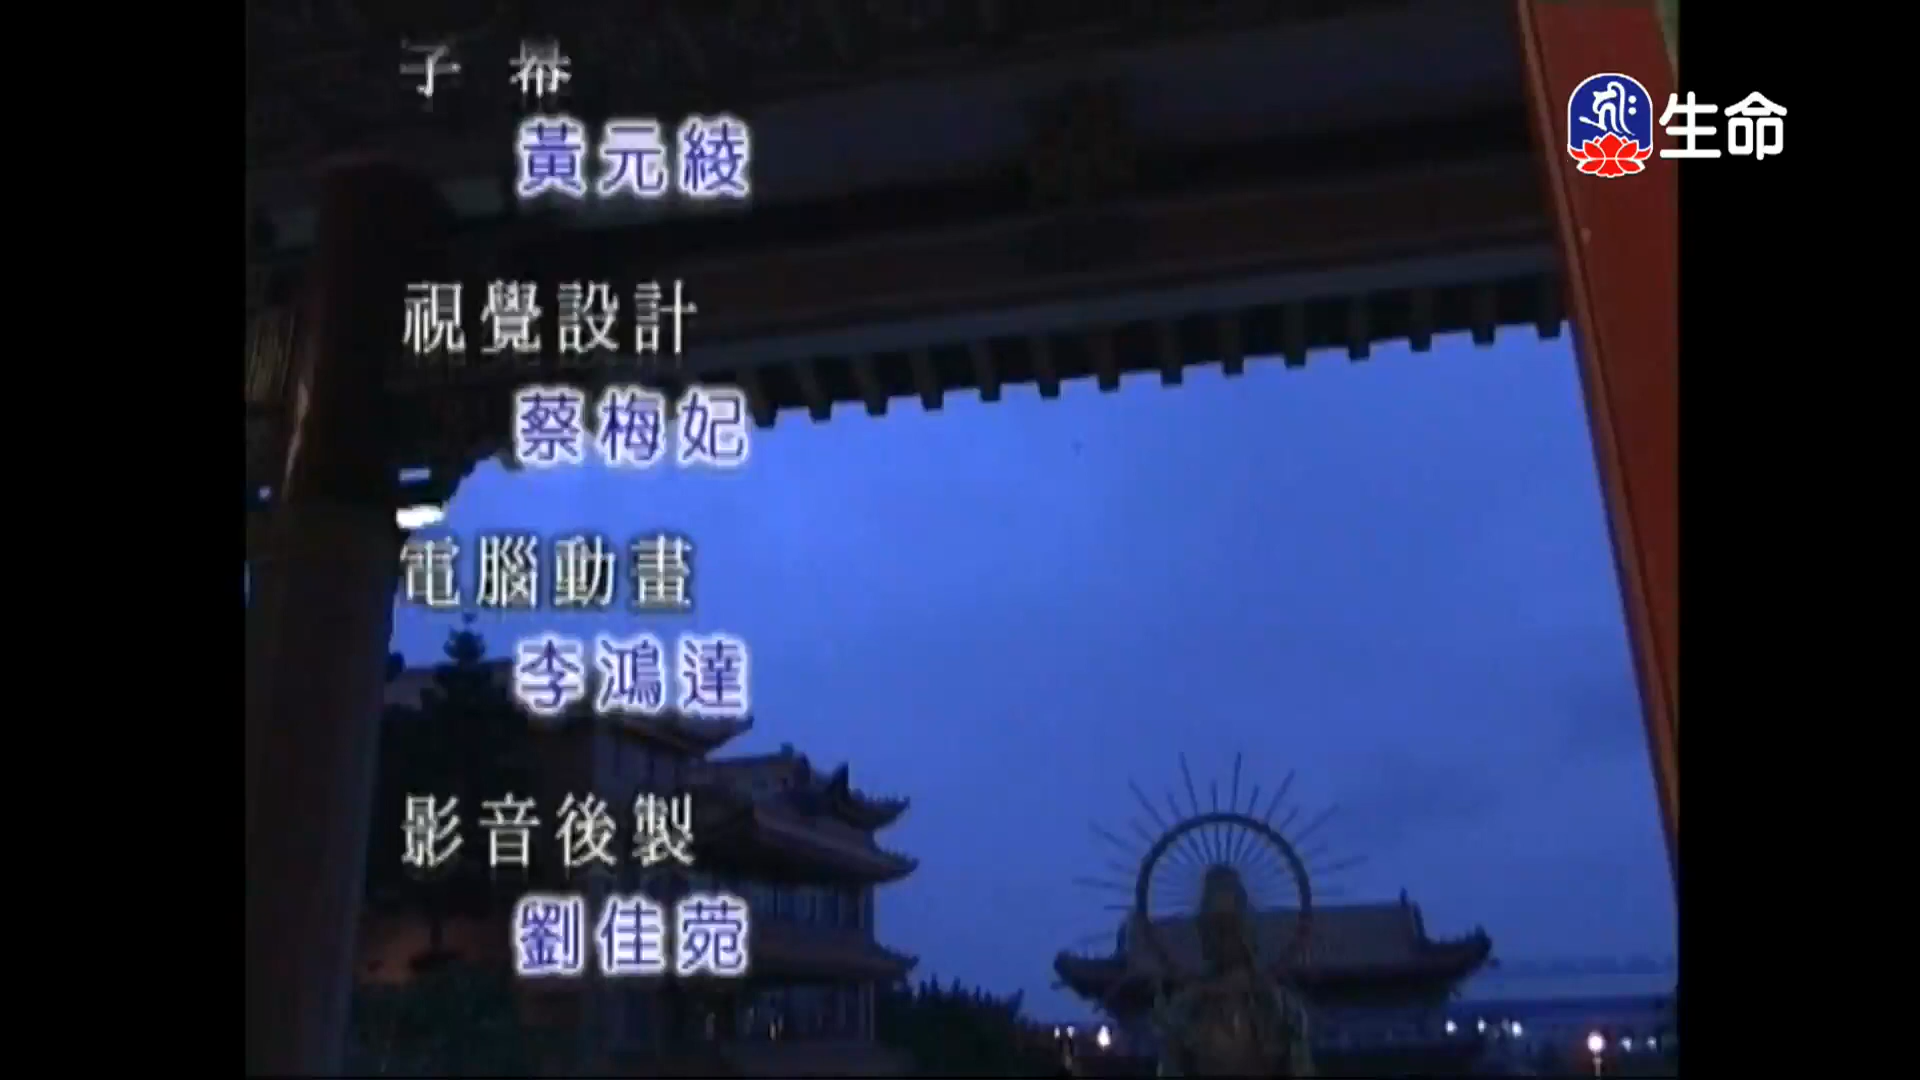 字幕
黃元綾
視覺設計
蔡梅妃
電腦動畫
李鴻達
影音後製
劉佳菀
生命